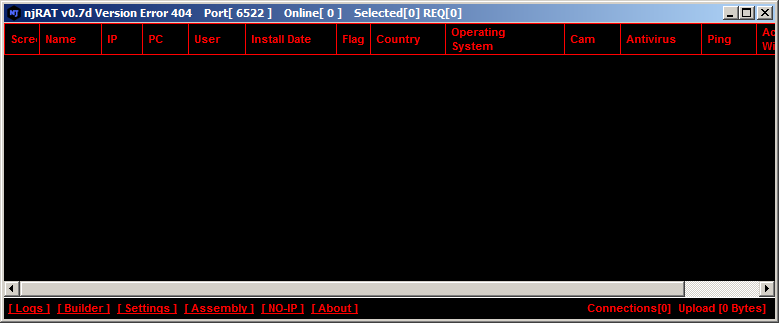 NJ njRAT v0.7d Version Error 404 Port[ 6522 ] Online[ 0 ] Selected[0] REQ[0]
Scree Name IP PC User Install Date Flag Country Operating System Cam Antivirus Ping Ac Wi
[ Logs ] [ Builder ] [ Settings ] [ Assembly ] [ NO-IP ] [ About ] Connections[0] Upload [0 Bytes]